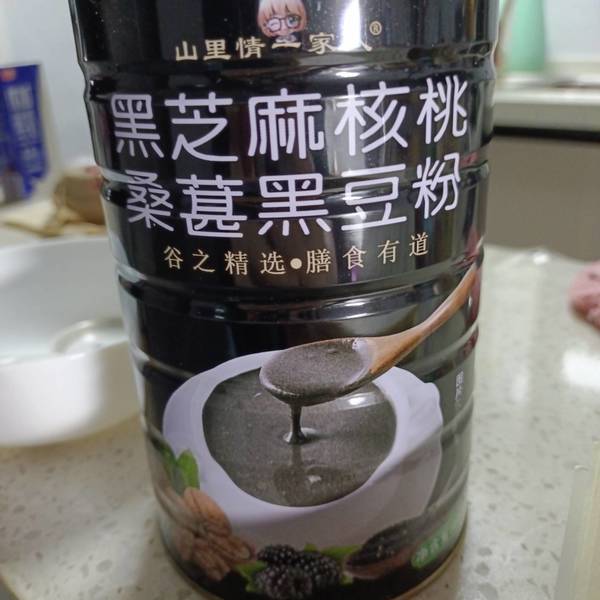 山里情一家人®
黑芝麻核桃
桑葚黑豆粉
谷之精选•膳食有道